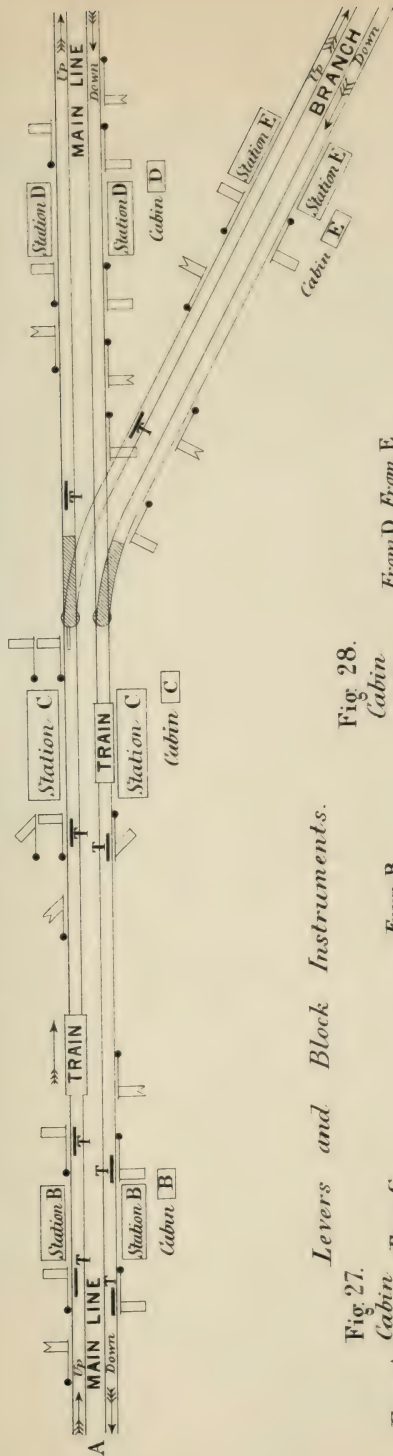 Up
MAIN LINE
Down
Station D
Station D
Cabin D
Up
BRANCH
Down
Station E
Station E
Cabin E
T
T
Station C
TRAIN
Station C
Cabin C
T
T
TRAIN
T
T
Station B
Station B
Cabin B
T
T
A
Up
MAIN LINE
Down
Levers and Block Instruments.
Fig. 27.
Cabin
Fig. 28.
Cabin
From D From E